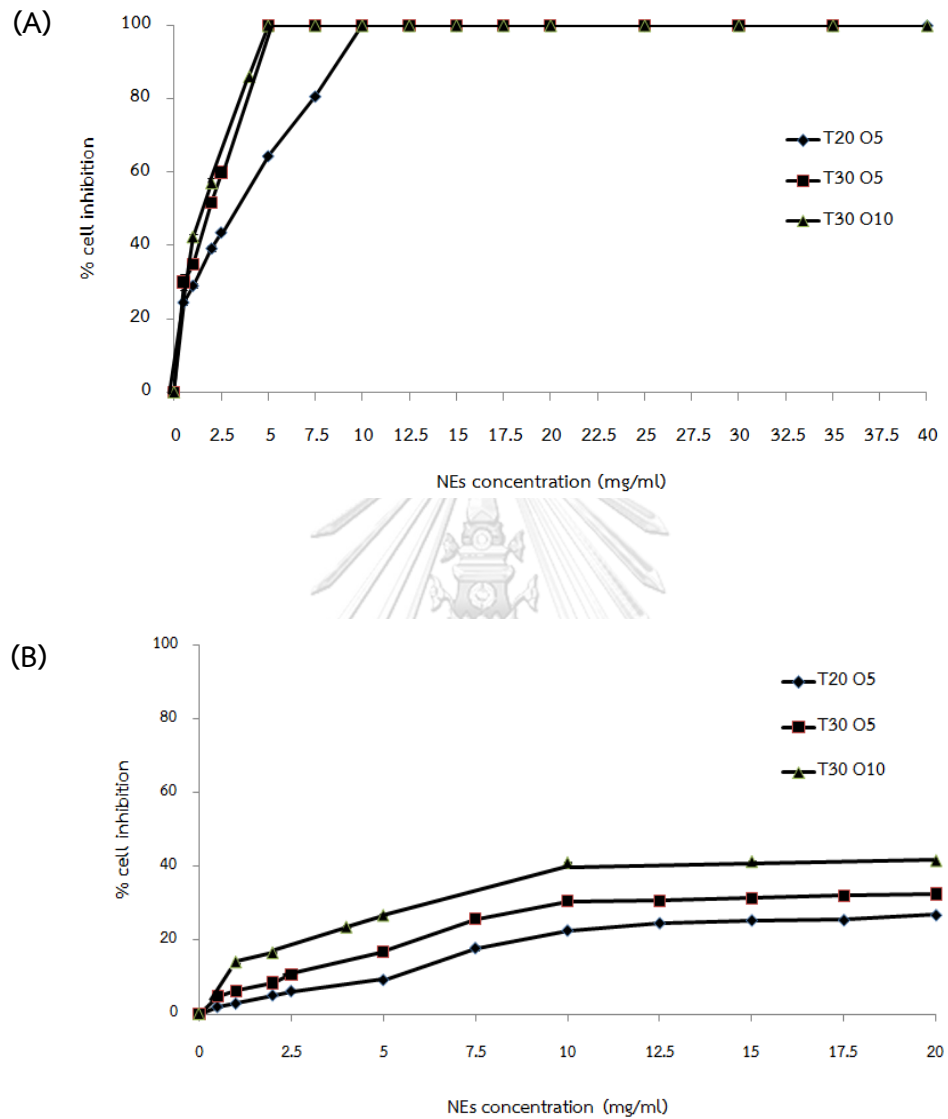 (A)
100
80
60
40
20
0
% cell inhibition
T20 O5
T30 O5
T30 O10
0 2.5 5 7.5 10 12.5 15 17.5 20 22.5 25 27.5 30 32.5 35 37.5 40
NEs concentration (mg/ml)
(B)
100
80
60
40
20
0
% cell inhibition
T20 O5
T30 O5
T30 O10
0 2.5 5 7.5 10 12.5 15 17.5 20
NEs concentration (mg/ml)